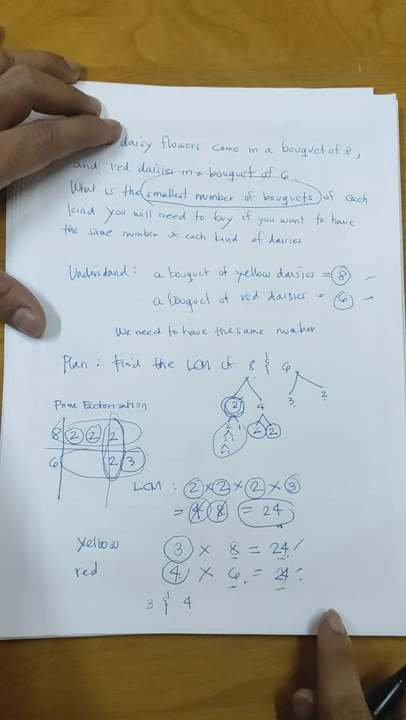 daisy flowers come in a bouquet of 8,
and red daisies in a bouquet of 6.
What is the smallest number of bouquets of each
kind you will need to buy if you want to have
the same number of each kind of daisies
Understand: a bouquet of yellow daisies = 8
a bouquet of red daisies = 6
We need to have the same number
Plan: Find the LCM of 8 & 6
2 4 3 2
2 2
Prime Factorization
8 2 2 2
6 2 3
LCM: 2 x 2 x 2 x 3
= 8 = 24
yellow 3 x 8 = 24
red 4 x 6 = 24
3 & 4